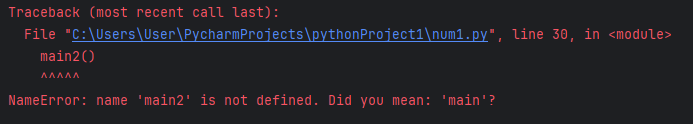 Traceback (most recent call last):
  File "C:\Users\User\PycharmProjects\pythonProject1\num1.py", line 30, in <module>
    main2()
    ^^^^^
NameError: name 'main2' is not defined. Did you mean: 'main'?